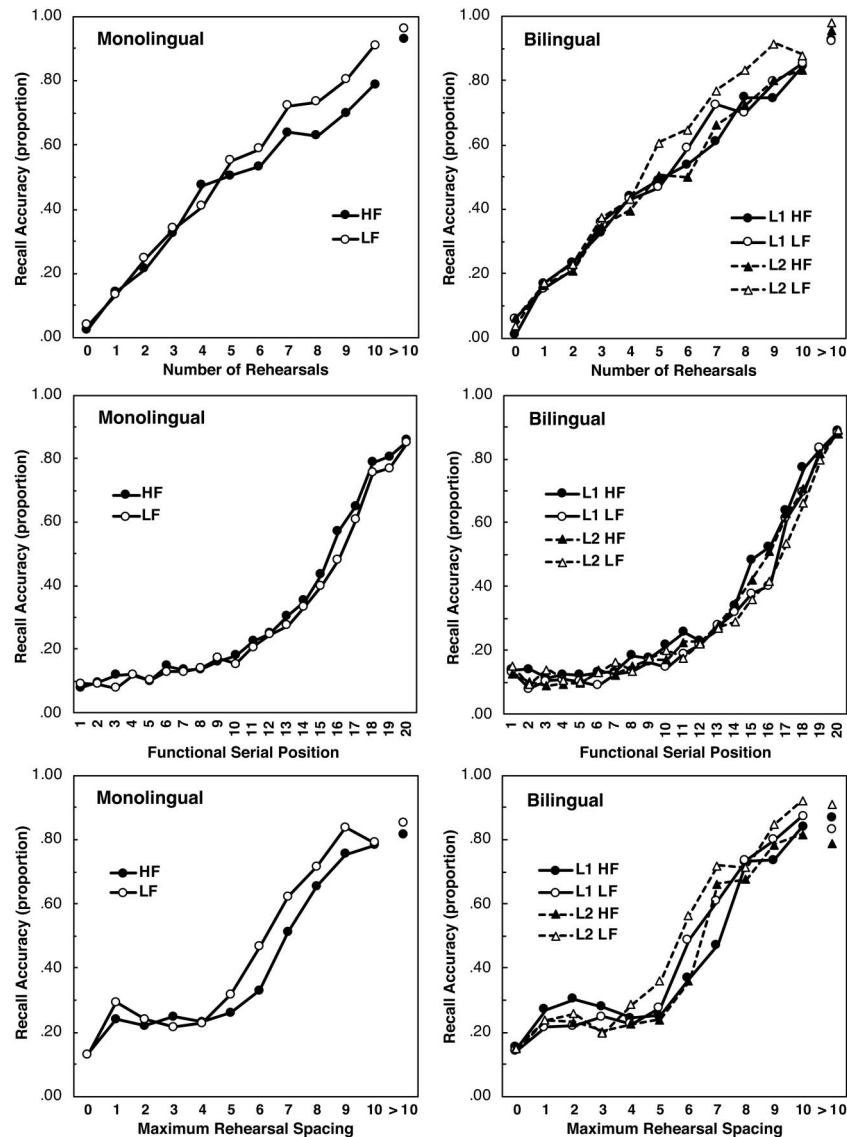 Monolingual
Recall Accuracy (proportion)
1.00
.80
.60
.40
.20
.00
HF
LF
0 1 2 3 4 5 6 7 8 9 10 > 10
Number of Rehearsals
Bilingual
Recall Accuracy (proportion)
1.00
.80
.60
.40
.20
.00
L1 HF
L1 LF
L2 HF
L2 LF
0 1 2 3 4 5 6 7 8 9 10 > 10
Number of Rehearsals
Monolingual
Recall Accuracy (proportion)
1.00
.80
.60
.40
.20
.00
HF
LF
1 2 3 4 5 6 7 8 9 10 11 12 13 14 15 16 17 18 19 20
Functional Serial Position
Bilingual
Recall Accuracy (proportion)
1.00
.80
.60
.40
.20
.00
L1 HF
L1 LF
L2 HF
L2 LF
1 2 3 4 5 6 7 8 9 10 11 12 13 14 15 16 17 18 19 20
Functional Serial Position
Monolingual
Recall Accuracy (proportion)
1.00
.80
.60
.40
.20
.00
HF
LF
0 1 2 3 4 5 6 7 8 9 10 > 10
Maximum Rehearsal Spacing
Bilingual
Recall Accuracy (proportion)
1.00
.80
.60
.40
.20
.00
L1 HF
L1 LF
L2 HF
L2 LF
0 1 2 3 4 5 6 7 8 9 10 > 10
Maximum Rehearsal Spacing